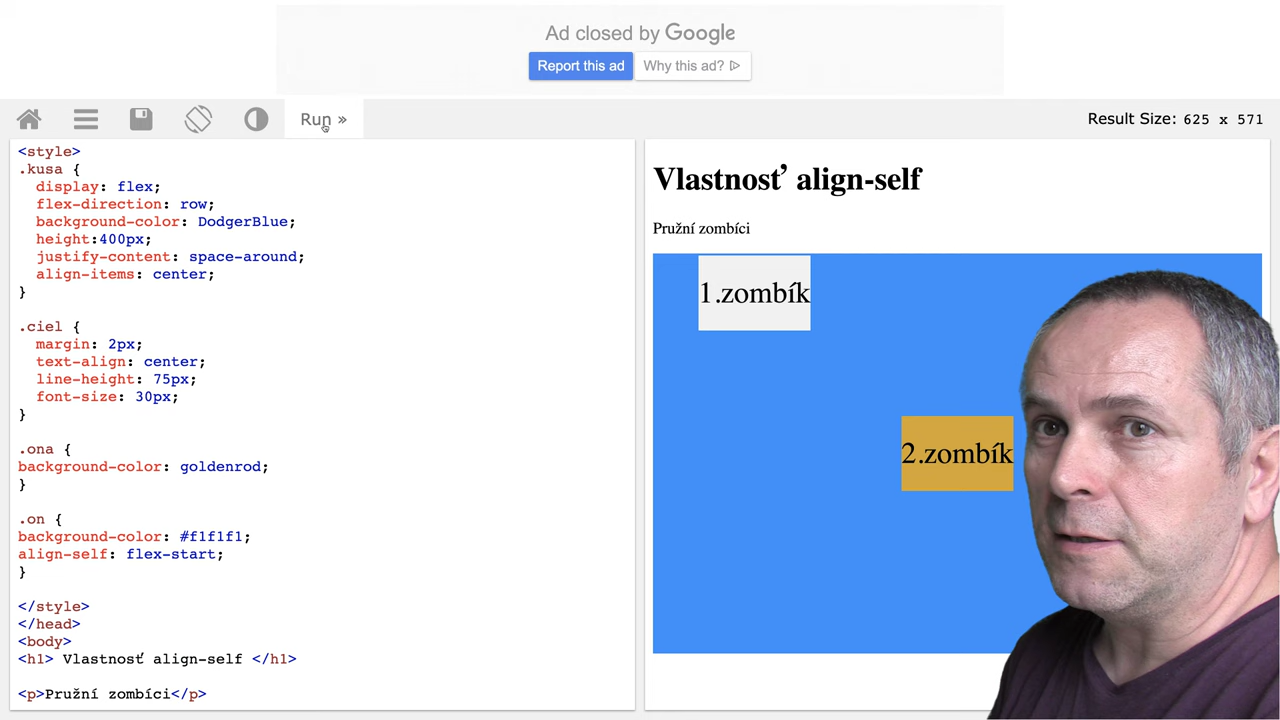 Ad closed by Google
Report this ad
Why this ad?
Run »
Result Size: 625 x 571
<style>
.kusa {
  display: flex;
  flex-direction: row;
  background-color: DodgerBlue;
  height:400px;
  justify-content: space-around;
  align-items: center;
}
.ciel {
  margin: 2px;
  text-align: center;
  line-height: 75px;
  font-size: 30px;
}
.ona {
background-color: goldenrod;
}
.on {
background-color: #f1f1f1;
align-self: flex-start;
}
</style>
</head>
<body>
<h1> Vlastnosť align-self </h1>
<p>Pružní zombíci</p>
Vlastnosť align-self
Pružní zombíci
1.zombík
2.zombík